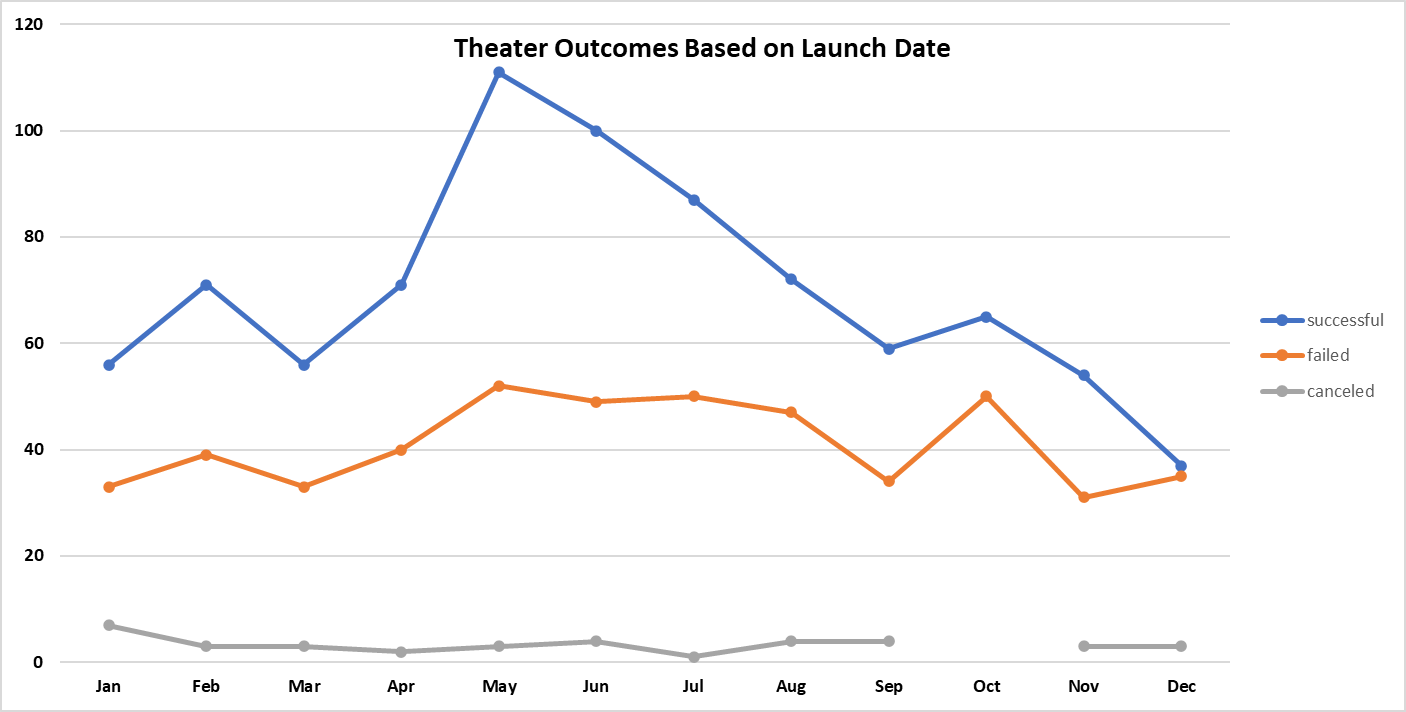 Theater Outcomes Based on Launch Date
120
100
80
60
40
20
0
Jan Feb Mar Apr May Jun Jul Aug Sep Oct Nov Dec
successful
failed
canceled